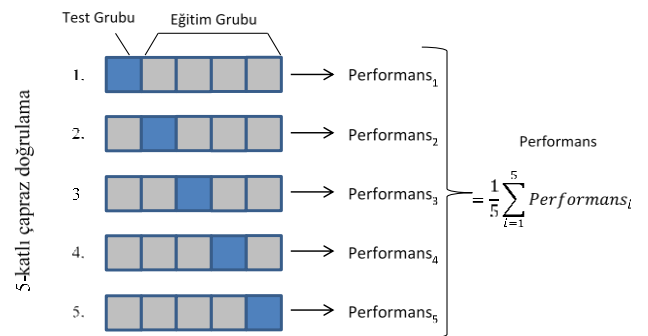 Test Grubu
Eğitim Grubu
5-katlı çapraz doğrulama
1.
Performans₁
2.
Performans₂
3
Performans₃
4.
Performans₄
5.
Performans₅
Performans
= 1/5 ∑_{i=1}^{5} Performansᵢ